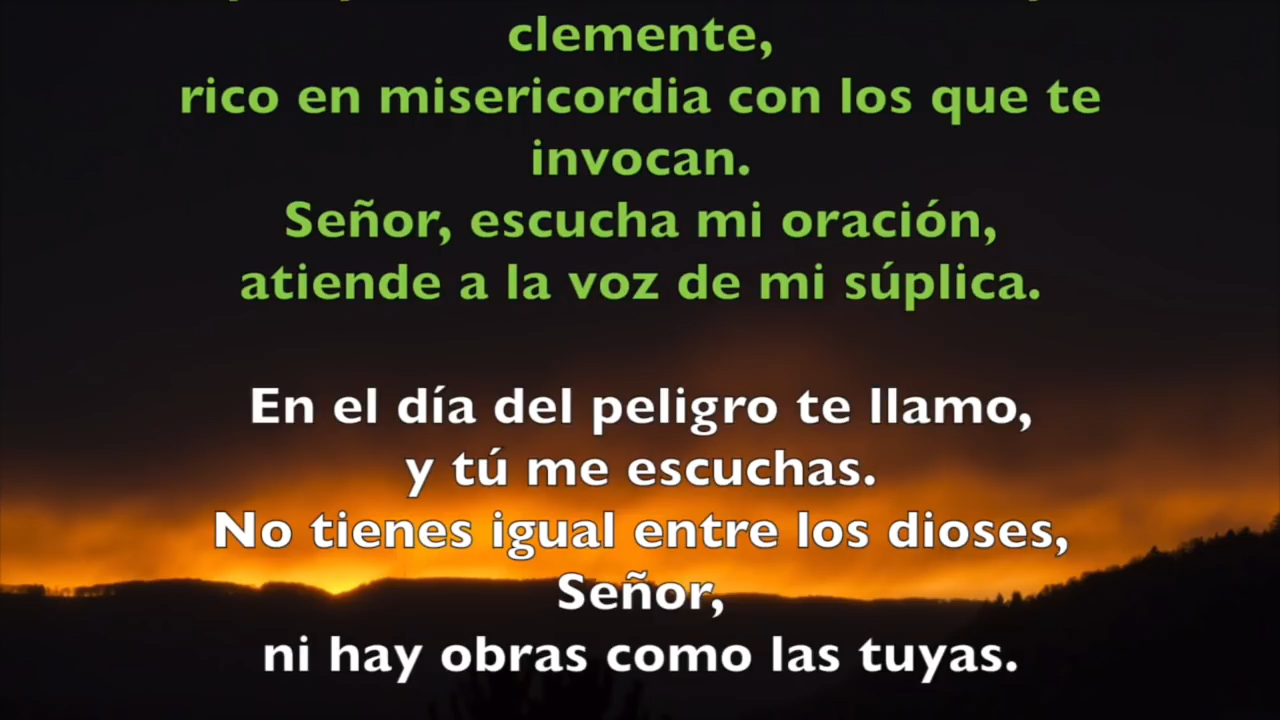 clemente,
rico en misericordia con los que te
invocan.
Señor, escucha mi oración,
atiende a la voz de mi súplica.
En el día del peligro te llamo,
y tú me escuchas.
No tienes igual entre los dioses,
Señor,
ni hay obras como las tuyas.